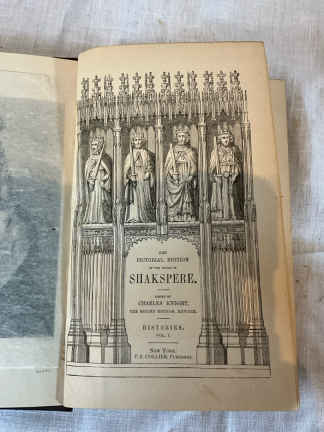 THE
PICTORIAL EDITION
OF THE WORKS OF
SHAKSPERE.
EDITED BY
CHARLES KNIGHT.
THE SECOND EDITION, REVISED.
HISTORIES.
VOL. I.
NEW YORK:
P. F. COLLIER, PUBLISHER.